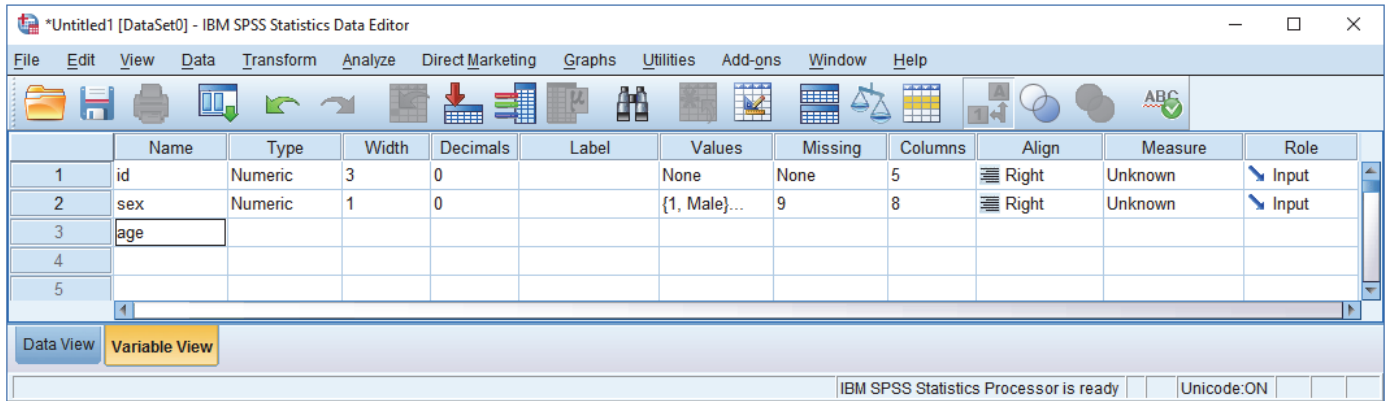 *Untitled1 [DataSet0] - IBM SPSS Statistics Data Editor
File Edit View Data Transform Analyze Direct Marketing Graphs Utilities Add-ons Window Help
Name Type Width Decimals Label Values Missing Columns Align Measure Role
1 id Numeric 3 0 None None 5 Right Unknown Input
2 sex Numeric 1 0 {1, Male}... 9 8 Right Unknown Input
3 age
4
5
Data View Variable View
IBM SPSS Statistics Processor is ready Unicode:ON